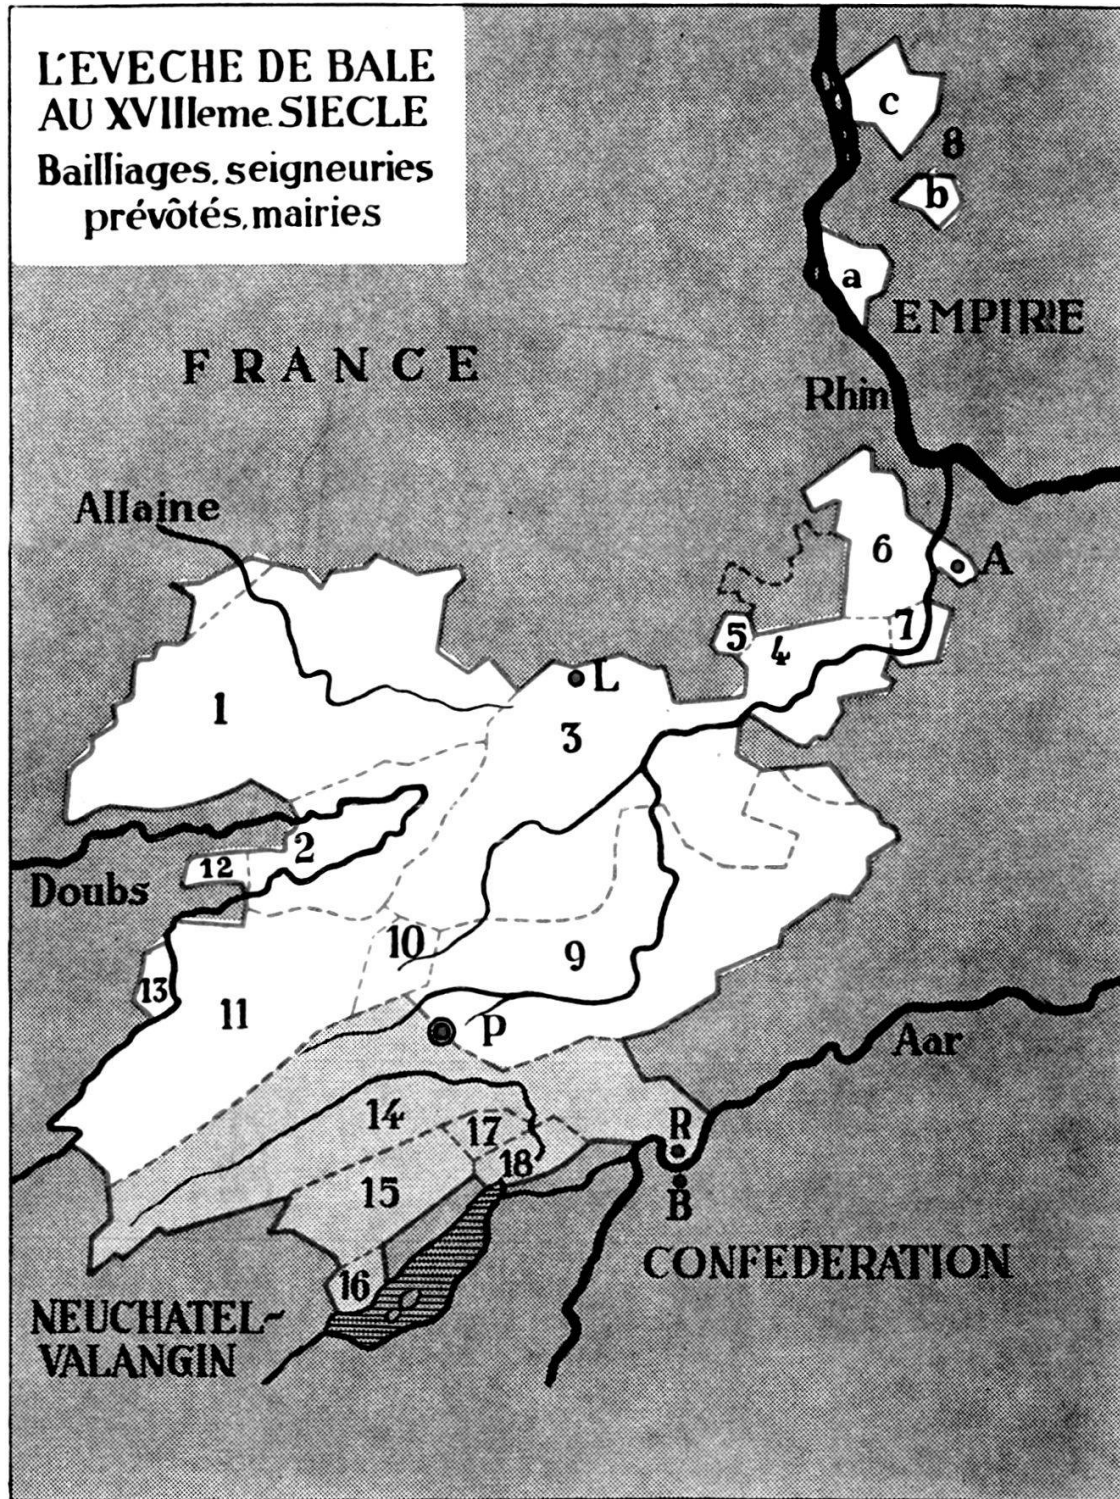 L'EVECHE DE BALE
AU XVIIIeme SIECLE
Bailliages, seigneuries
prévôtés, mairies
c
8
b
a
EMPIRE
FRANCE
Rhin
Allaine
6
A
7
5
4
L
1
3
2
12
Doubs
10
9
13
11
P
Aar
14
17
R
18
15
B
CONFEDERATION
16
NEUCHATEL-
VALANGIN